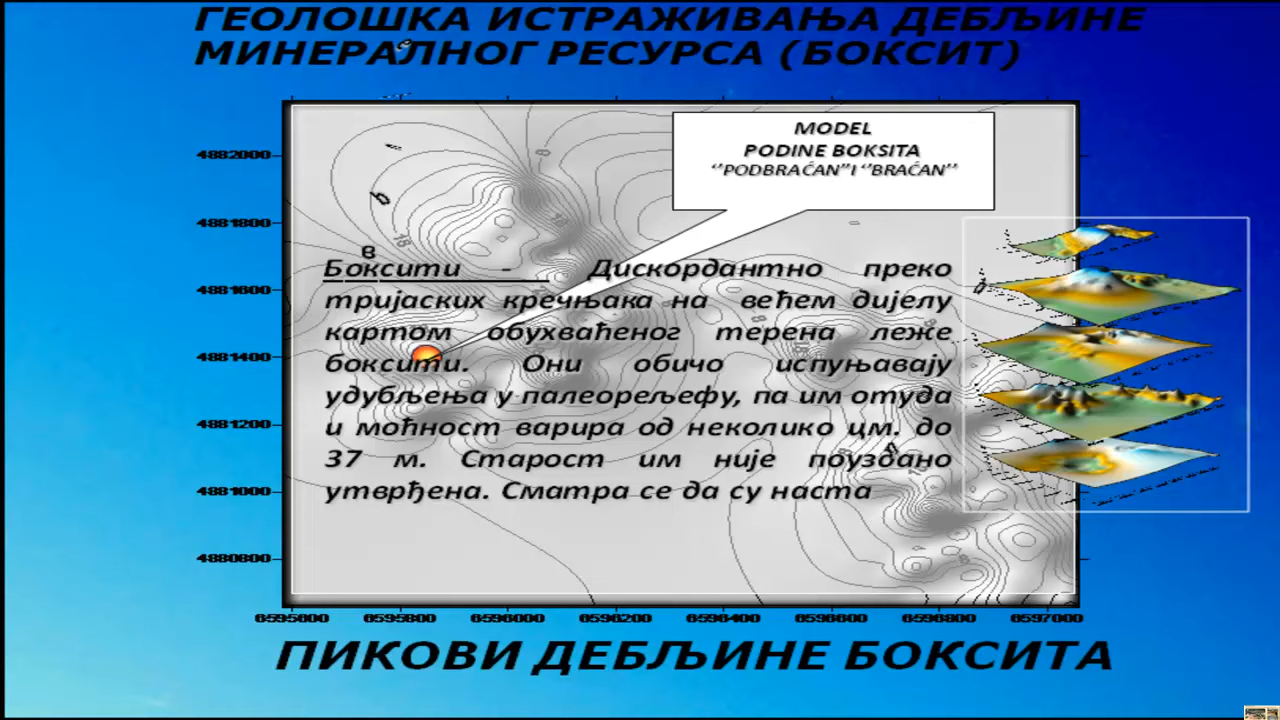 ГЕОЛОШКА ИСТРАЖИВАЊА ДЕБЉИНЕ
МИНЕРАЛНОГ РЕСУРСА (БОКСИТ)
MODEL
PODINE BOKSITA
‘’PODBRAĆAN’’I ‘’BRAĆAN’’
4882000
4881800
4881600
4881400
4881200
4881000
4880800
в
Боксити - Дискордантно преко
тријаских кречњака на већем дијелу
картом обухваћеног терена леже
боксити. Они обичо испуњавају
удубљења у палеорељефу, па им отуда
и моћност варира од неколико цм. до
37 м. Старост им није поуздано
утврђена. Сматра се да су наста
6595600 6595800 6596000 6596200 6596400 6596600 6596800 6597000
ПИКОВИ ДЕБЉИНЕ БОКСИТА